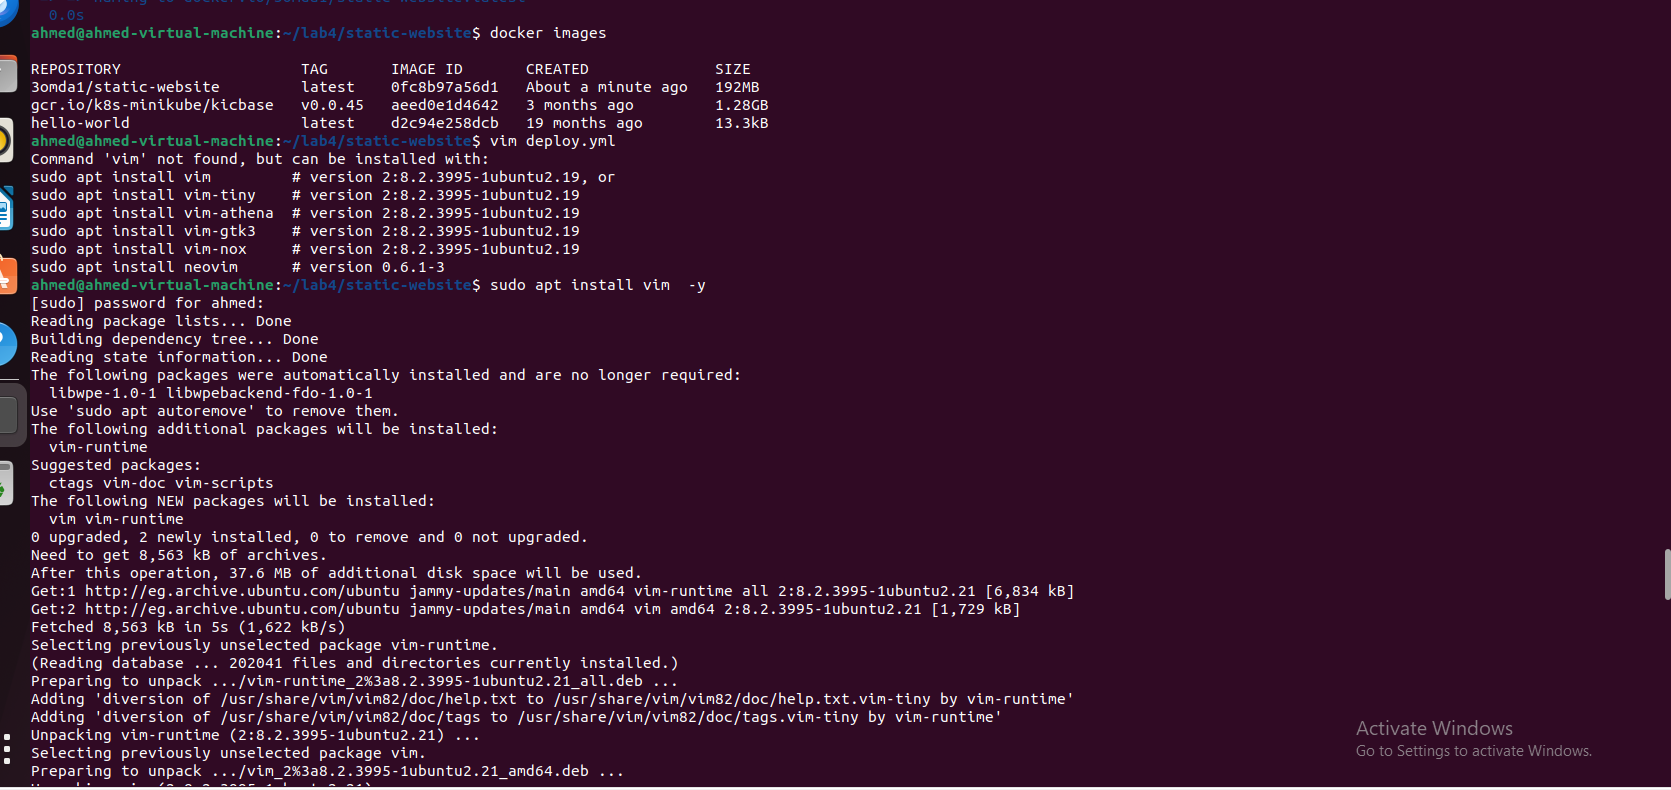 0.0s
ahmed@ahmed-virtual-machine:~/lab4/static-website$ docker images
REPOSITORY                    TAG       IMAGE ID       CREATED              SIZE
3omda1/static-website         latest    0fc8b97a56d1   About a minute ago   192MB
gcr.io/k8s-minikube/kicbase   v0.0.45   aeed0e1d4642   3 months ago         1.28GB
hello-world                   latest    d2c94e258dcb   19 months ago        13.3kB
ahmed@ahmed-virtual-machine:~/lab4/static-website$ vim deploy.yml
Command 'vim' not found, but can be installed with:
sudo apt install vim         # version 2:8.2.3995-1ubuntu2.19, or
sudo apt install vim-tiny    # version 2:8.2.3995-1ubuntu2.19
sudo apt install vim-athena  # version 2:8.2.3995-1ubuntu2.19
sudo apt install vim-gtk3    # version 2:8.2.3995-1ubuntu2.19
sudo apt install vim-nox     # version 2:8.2.3995-1ubuntu2.19
sudo apt install neovim      # version 0.6.1-3
ahmed@ahmed-virtual-machine:~/lab4/static-website$ sudo apt install vim  -y
[sudo] password for ahmed:
Reading package lists... Done
Building dependency tree... Done
Reading state information... Done
The following packages were automatically installed and are no longer required:
  libwpe-1.0-1 libwpebackend-fdo-1.0-1
Use 'sudo apt autoremove' to remove them.
The following additional packages will be installed:
  vim-runtime
Suggested packages:
  ctags vim-doc vim-scripts
The following NEW packages will be installed:
  vim vim-runtime
0 upgraded, 2 newly installed, 0 to remove and 0 not upgraded.
Need to get 8,563 kB of archives.
After this operation, 37.6 MB of additional disk space will be used.
Get:1 http://eg.archive.ubuntu.com/ubuntu jammy-updates/main amd64 vim-runtime all 2:8.2.3995-1ubuntu2.21 [6,834 kB]
Get:2 http://eg.archive.ubuntu.com/ubuntu jammy-updates/main amd64 vim amd64 2:8.2.3995-1ubuntu2.21 [1,729 kB]
Fetched 8,563 kB in 5s (1,622 kB/s)
Selecting previously unselected package vim-runtime.
(Reading database ... 202041 files and directories currently installed.)
Preparing to unpack .../vim-runtime_2%3a8.2.3995-1ubuntu2.21_all.deb ...
Adding 'diversion of /usr/share/vim/vim82/doc/help.txt to /usr/share/vim/vim82/doc/help.txt.vim-tiny by vim-runtime'
Adding 'diversion of /usr/share/vim/vim82/doc/tags to /usr/share/vim/vim82/doc/tags.vim-tiny by vim-runtime'
Unpacking vim-runtime (2:8.2.3995-1ubuntu2.21) ...
Selecting previously unselected package vim.
Preparing to unpack .../vim_2%3a8.2.3995-1ubuntu2.21_amd64.deb ...
Activate Windows
Go to Settings to activate Windows.